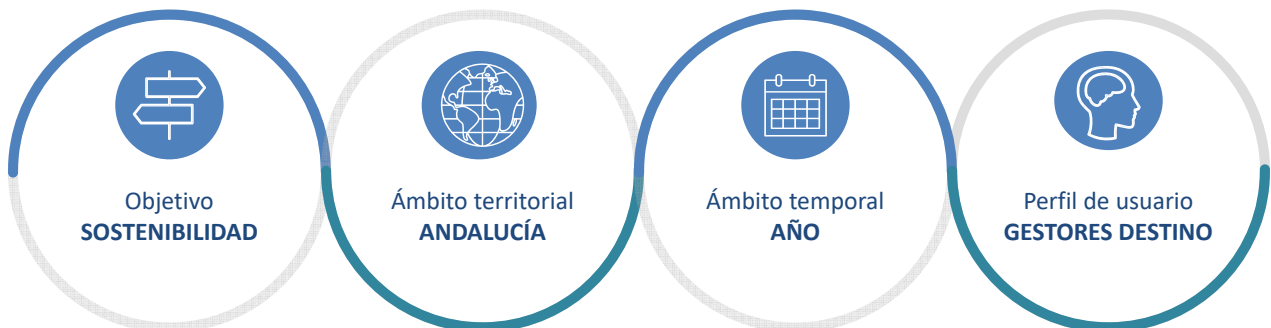 Objetivo
SOSTENIBILIDAD
Ámbito territorial
ANDALUCÍA
Ámbito temporal
AÑO
Perfil de usuario
GESTORES DESTINO